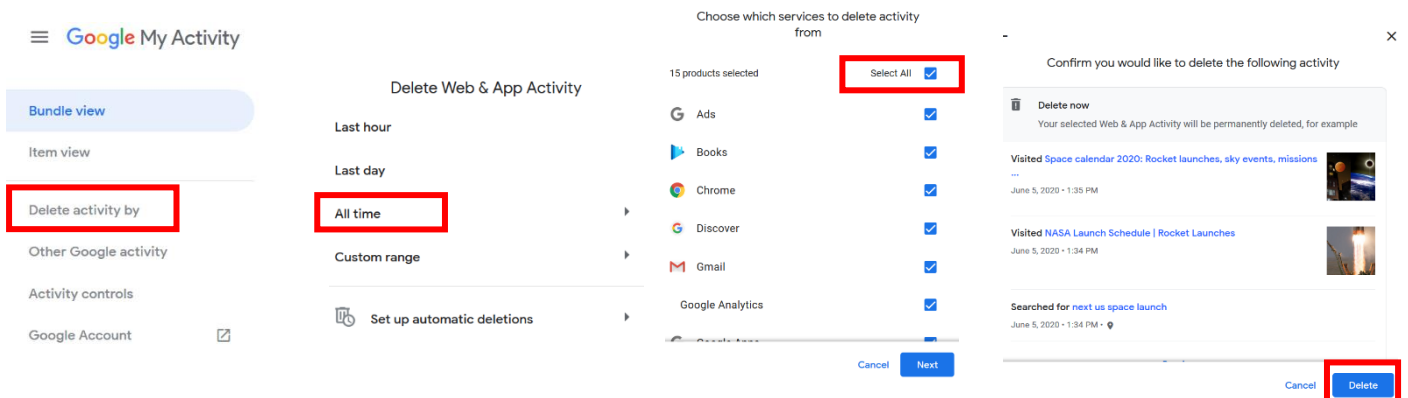 Google My Activity
Bundle view
Item view
Delete activity by
Other Google activity
Activity controls
Google Account
Delete Web & App Activity
Last hour
Last day
All time
Custom range
Set up automatic deletions
Choose which services to delete activity
from
15 products selected
Select All
Ads
Books
Chrome
Discover
Gmail
Google Analytics
Cancel
Next
Confirm you would like to delete the following activity
Delete now
Your selected Web & App Activity will be permanently deleted, for example
Visited Space calendar 2020: Rocket launches, sky events, missions
...
June 5, 2020 • 1:35 PM
Visited NASA Launch Schedule | Rocket Launches
June 5, 2020 • 1:34 PM
Searched for next us space launch
June 5, 2020 • 1:34 PM •
Cancel
Delete